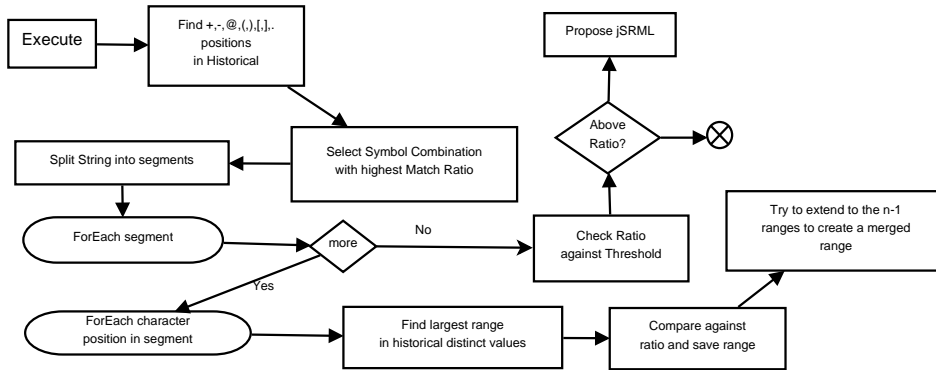 Execute
Find +,-,@,(,),[,],.
positions
in Historical
Propose jSRML
Above
Ratio?
Select Symbol Combination
with highest Match Ratio
Split String into segments
ForEach segment
more
No
Yes
Check Ratio
against Threshold
Try to extend to the n-1
ranges to create a merged
range
ForEach character
position in segment
Find largest range
in historical distinct values
Compare against
ratio and save range